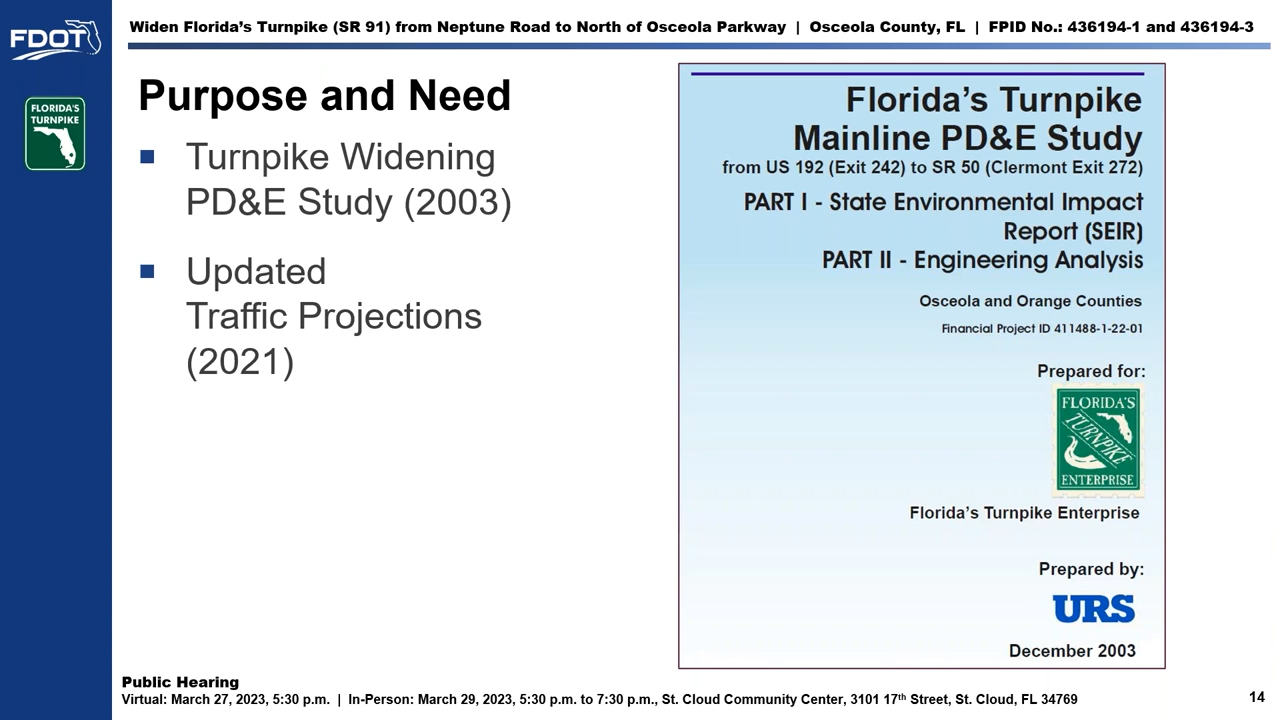 FDOT
Widen Florida’s Turnpike (SR 91) from Neptune Road to North of Osceola Parkway | Osceola County, FL | FPID No.: 436194-1 and 436194-3
FLORIDA'S
TURNPIKE
Purpose and Need
▪ Turnpike Widening
PD&E Study (2003)
▪ Updated
Traffic Projections
(2021)
Florida’s Turnpike
Mainline PD&E Study
from US 192 (Exit 242) to SR 50 (Clermont Exit 272)
PART I - State Environmental Impact
Report (SEIR)
PART II - Engineering Analysis
Osceola and Orange Counties
Financial Project ID 411488-1-22-01
Prepared for:
FLORIDA'S
TURNPIKE
ENTERPRISE
Florida’s Turnpike Enterprise
Prepared by:
URS
December 2003
Public Hearing
Virtual: March 27, 2023, 5:30 p.m. | In-Person: March 29, 2023, 5:30 p.m. to 7:30 p.m., St. Cloud Community Center, 3101 17th Street, St. Cloud, FL 34769
14